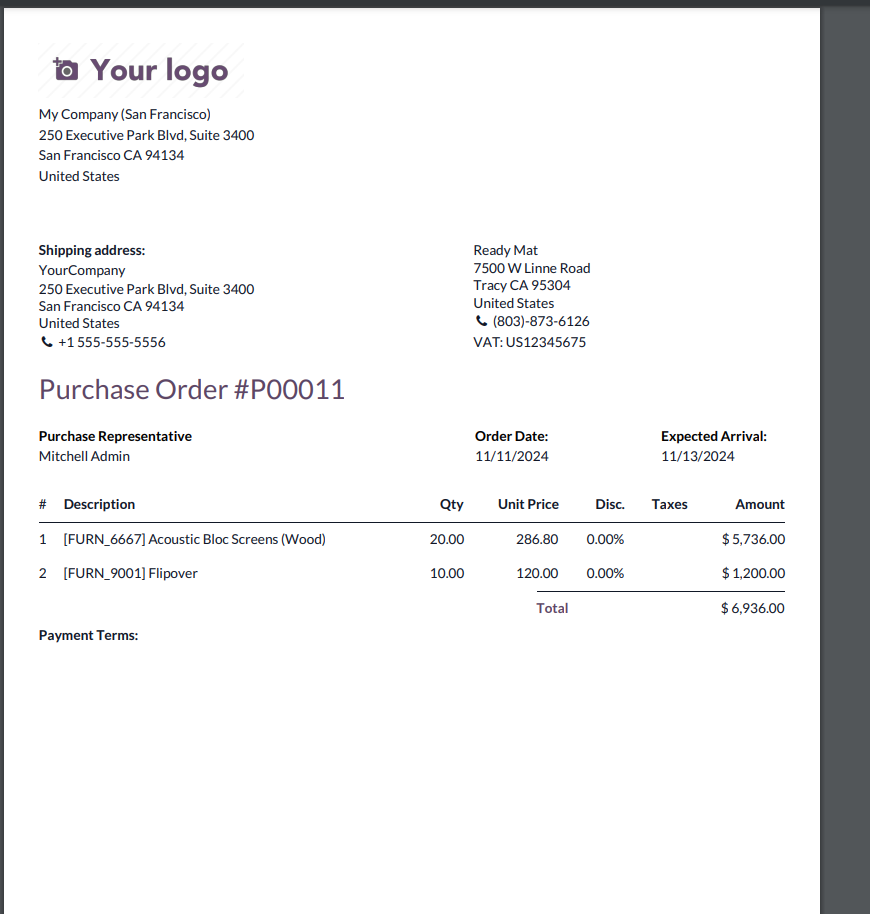 Your logo
My Company (San Francisco)
250 Executive Park Blvd, Suite 3400
San Francisco CA 94134
United States
Shipping address:
YourCompany
250 Executive Park Blvd, Suite 3400
San Francisco CA 94134
United States
+1 555-555-5556
Ready Mat
7500 W Linne Road
Tracy CA 95304
United States
(803)-873-6126
VAT: US12345675
Purchase Order #P00011
Purchase Representative Order Date: Expected Arrival:
Mitchell Admin 11/11/2024 11/13/2024
# Description Qty Unit Price Disc. Taxes Amount
1 [FURN_6667] Acoustic Bloc Screens (Wood) 20.00 286.80 0.00% $ 5,736.00
2 [FURN_9001] Flipover 10.00 120.00 0.00% $ 1,200.00
Total $ 6,936.00
Payment Terms: